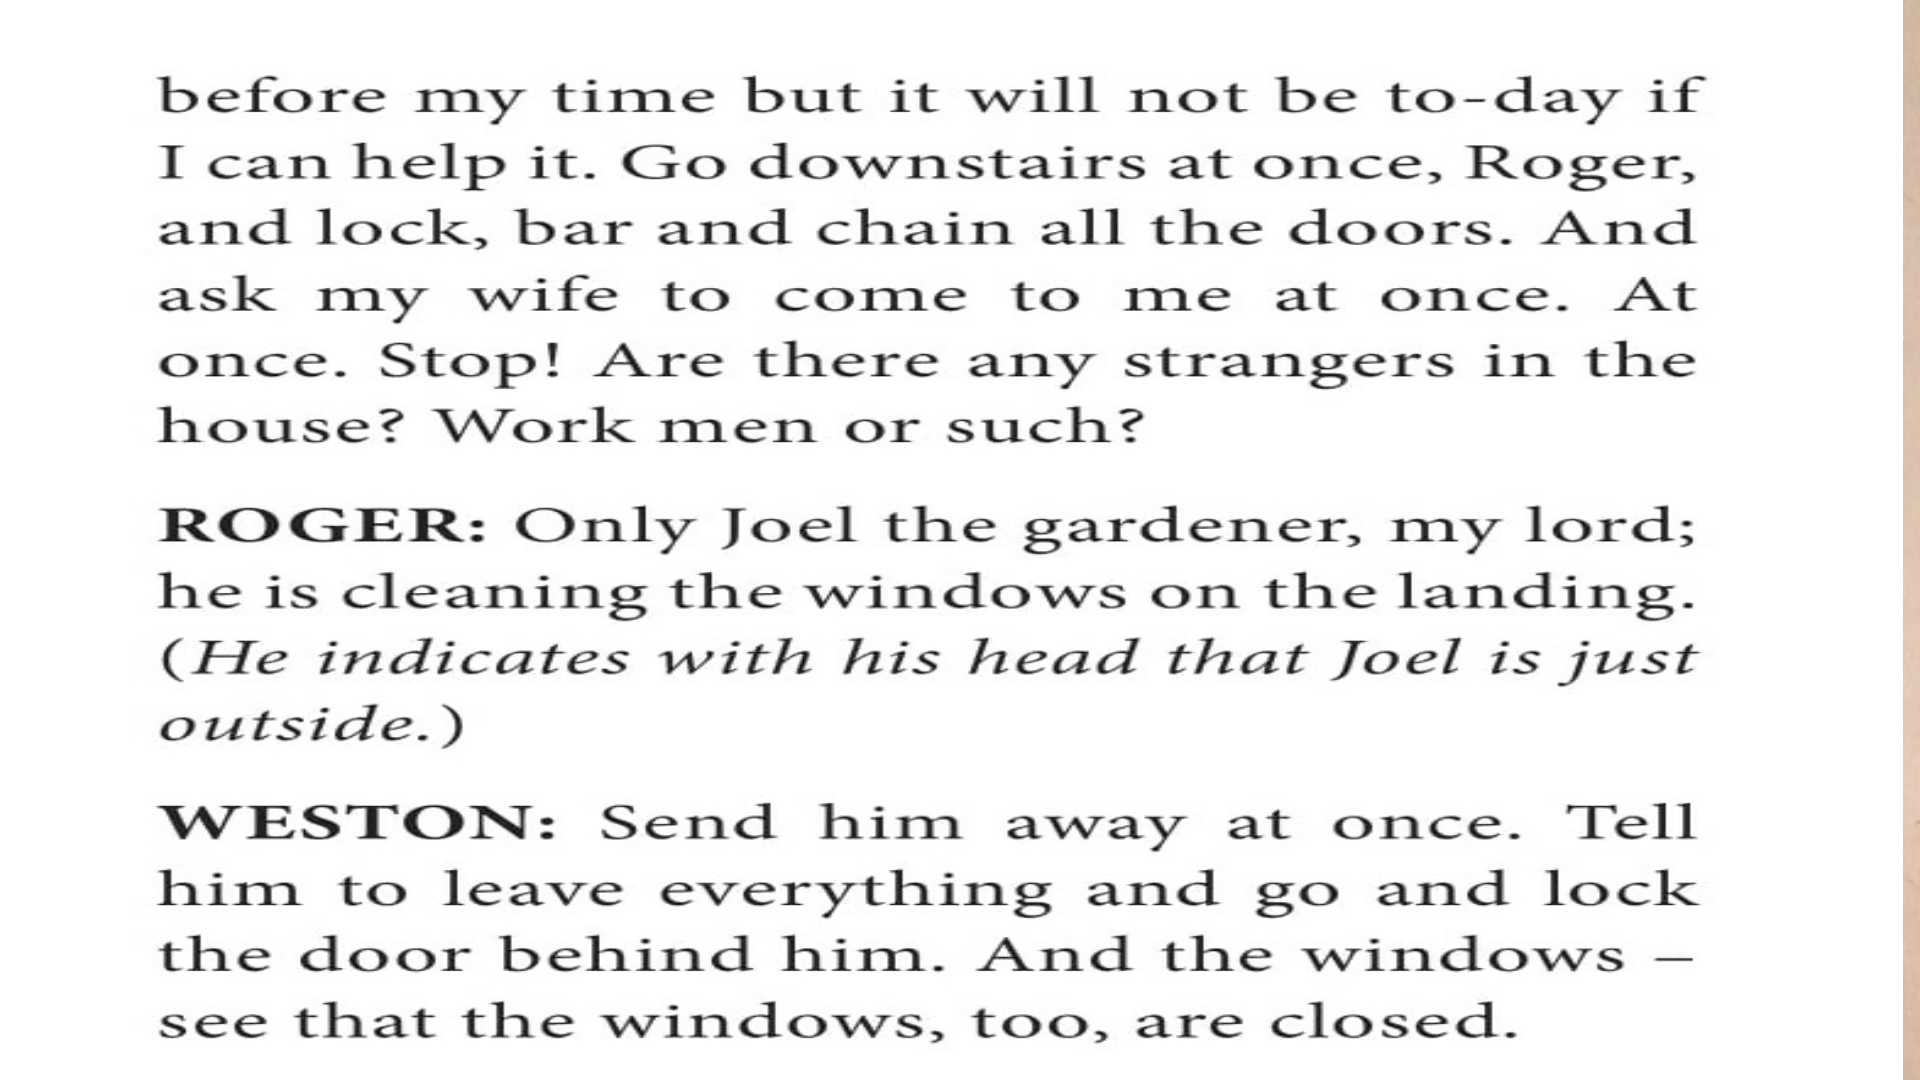 before my time but it will not be to-day if
I can help it. Go downstairs at once, Roger,
and lock, bar and chain all the doors. And
ask my wife to come to me at once. At
once. Stop! Are there any strangers in the
house? Work men or such?
ROGER: Only Joel the gardener, my lord;
he is cleaning the windows on the landing.
(He indicates with his head that Joel is just
outside.)
WESTON: Send him away at once. Tell
him to leave everything and go and lock
the door behind him. And the windows –
see that the windows, too, are closed.